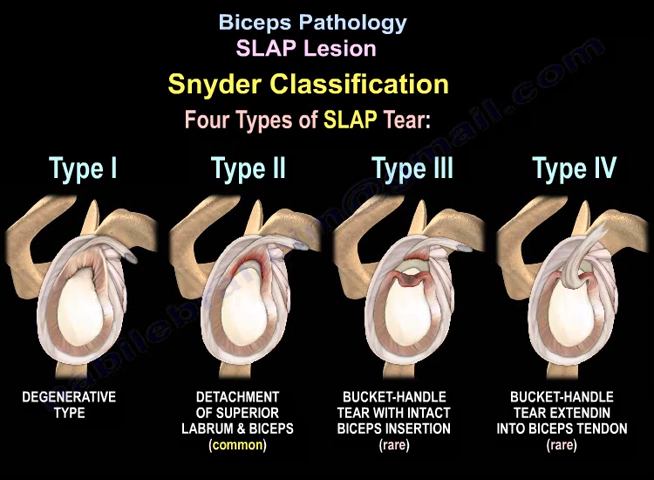 Biceps Pathology
SLAP Lesion
Snyder Classification
Four Types of SLAP Tear:
Type I
Type II
Type III
Type IV
DEGENERATIVE
TYPE
DETACHMENT
OF SUPERIOR
LABRUM & BICEPS
(common)
BUCKET-HANDLE
TEAR WITH INTACT
BICEPS INSERTION
(rare)
BUCKET-HANDLE
TEAR EXTENDIN
INTO BICEPS TENDON
(rare)